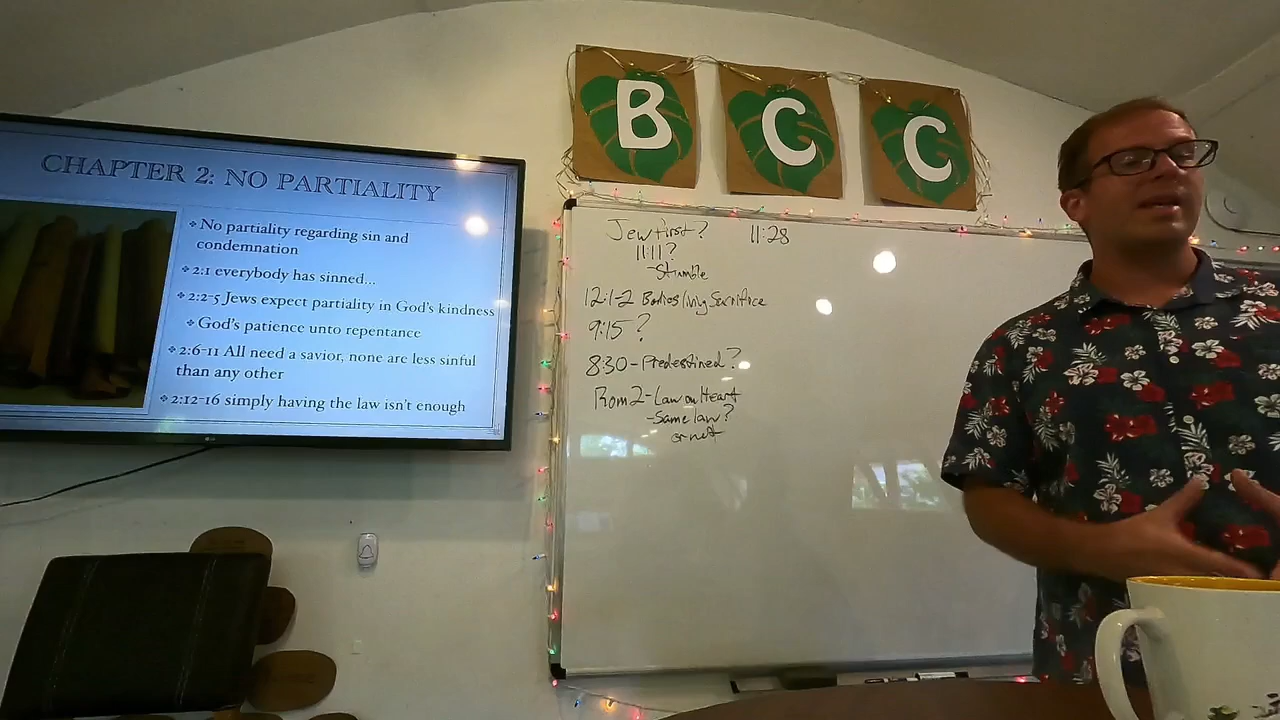 CHAPTER 2: NO PARTIALITY
No partiality regarding sin and
condemnation
2:1 everybody has sinned...
2:2-5 Jews expect partiality in God's kindness
God's patience unto repentance
2:6-11 All need a savior, none are less sinful
than any other
2:12-16 simply having the law isn't enough
LG
B C C
Jew first? 11:28
11:11?
-Stumble
12:1-2 Bodies living Sacrifice
9:15?
8:30-Predestined?
Rom 2-Law on Heart
-Same law?
or not